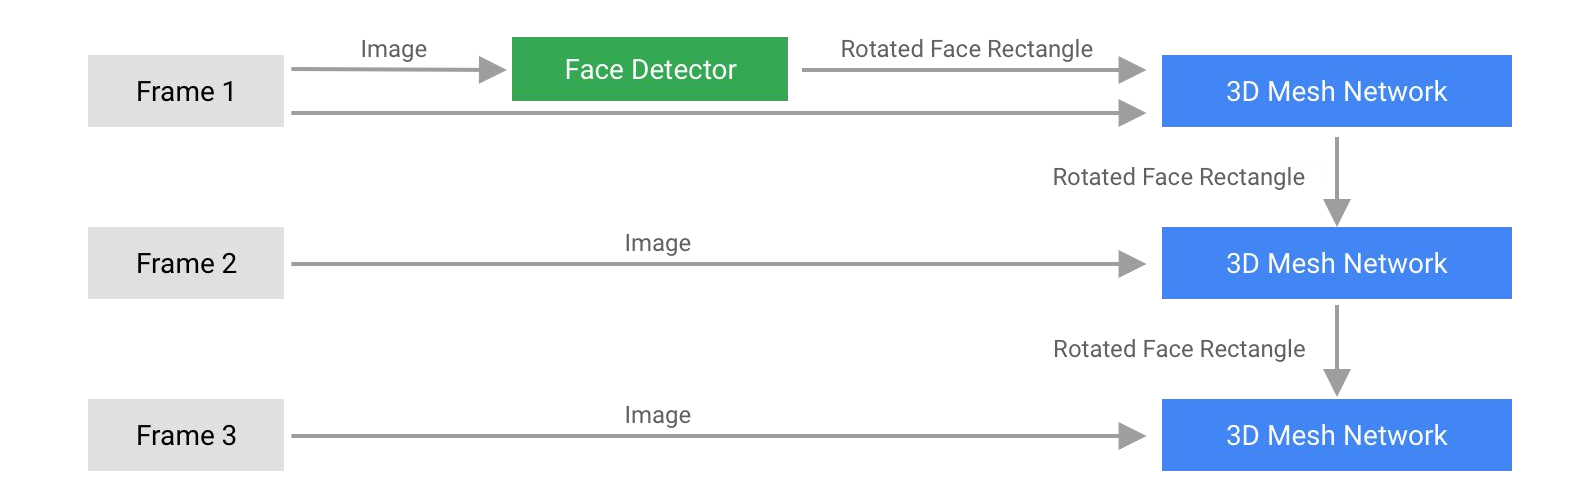 Image
Face Detector
Rotated Face Rectangle
Frame 1
3D Mesh Network
Rotated Face Rectangle
Image
Frame 2
3D Mesh Network
Rotated Face Rectangle
Image
Frame 3
3D Mesh Network